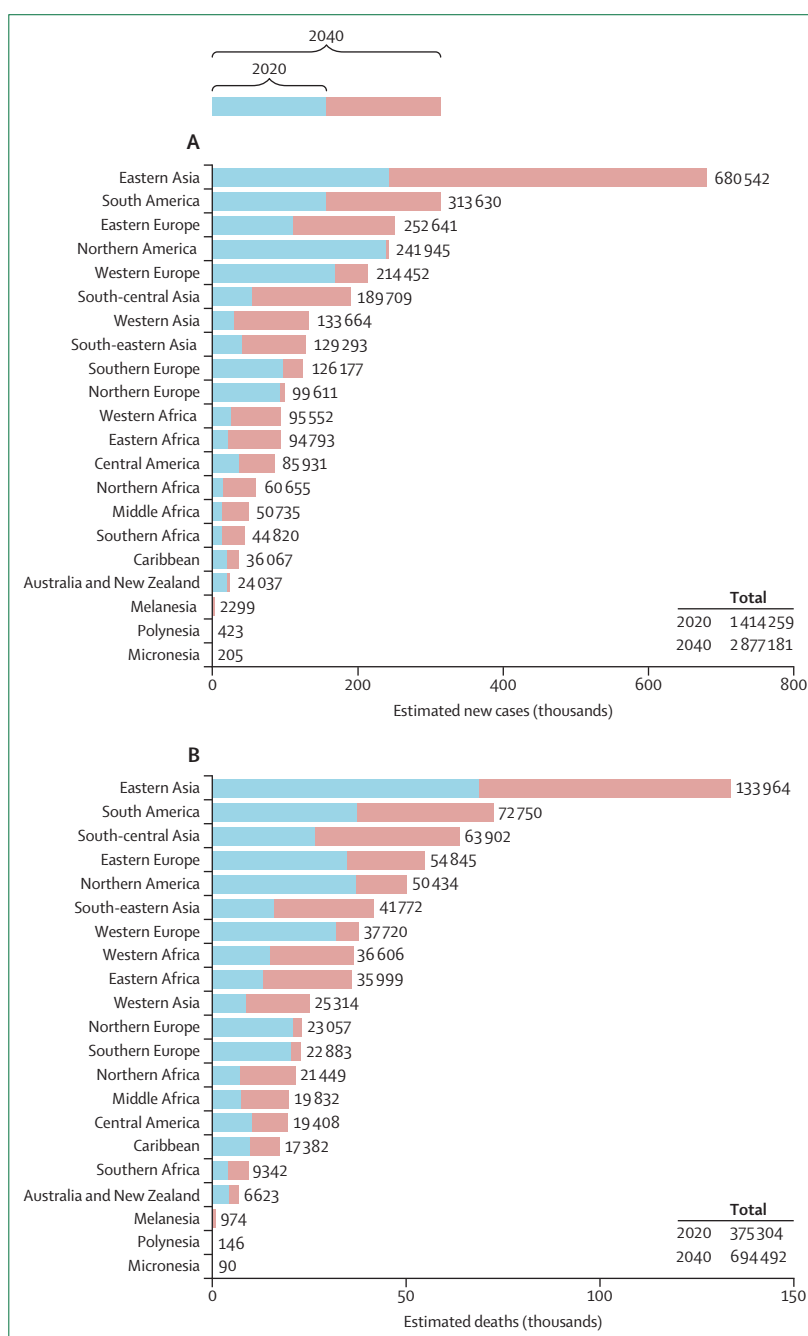 2040
2020
A
Eastern Asia 680 542
South America 313 630
Eastern Europe 252 641
Northern America 241 945
Western Europe 214 452
South-central Asia 189 709
Western Asia 133 664
South-eastern Asia 129 293
Southern Europe 126 177
Northern Europe 99 611
Western Africa 95 552
Eastern Africa 94 793
Central America 85 931
Northern Africa 60 655
Middle Africa 50 735
Southern Africa 44 820
Caribbean 36 067
Australia and New Zealand 24 037
Melanesia 2299
Polynesia 423
Micronesia 205
Total
2020 1 414 259
2040 2 877 181
0 200 400 600 800
Estimated new cases (thousands)
B
Eastern Asia 133 964
South America 72 750
South-central Asia 63 902
Eastern Europe 54 845
Northern America 50 434
South-eastern Asia 41 772
Western Europe 37 720
Western Africa 36 606
Eastern Africa 35 999
Western Asia 25 314
Northern Europe 23 057
Southern Europe 22 883
Northern Africa 21 449
Middle Africa 19 832
Central America 19 408
Caribbean 17 382
Southern Africa 9342
Australia and New Zealand 6623
Melanesia 974
Polynesia 146
Micronesia 90
Total
2020 375 304
2040 694 492
0 50 100 150
Estimated deaths (thousands)